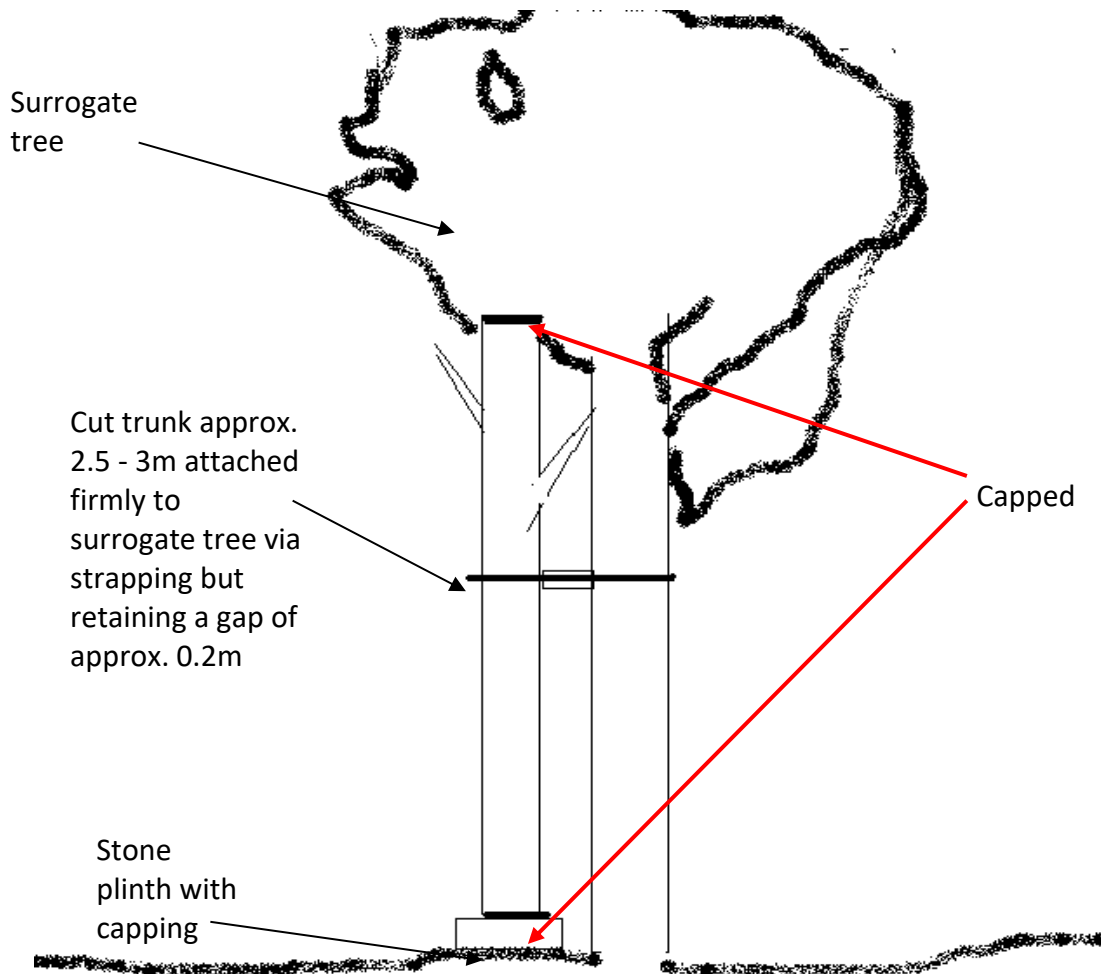 Surrogate
tree
Cut trunk approx.
2.5 - 3m attached
firmly to
surrogate tree via
strapping but
retaining a gap of
approx. 0.2m
Capped
Stone
plinth with
capping